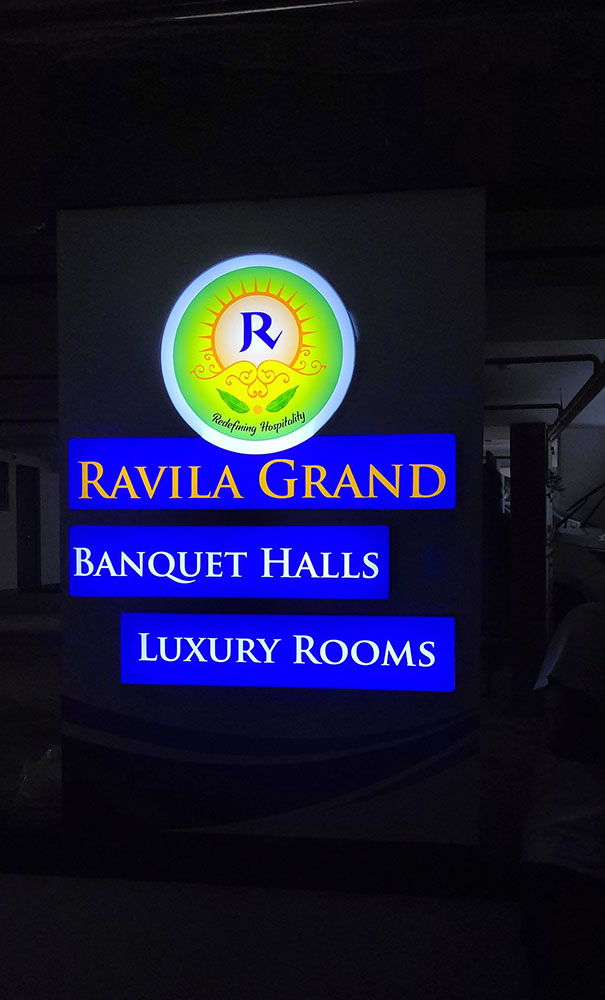 R
Redefining Hospitality
RAVILA GRAND
BANQUET HALLS
LUXURY ROOMS